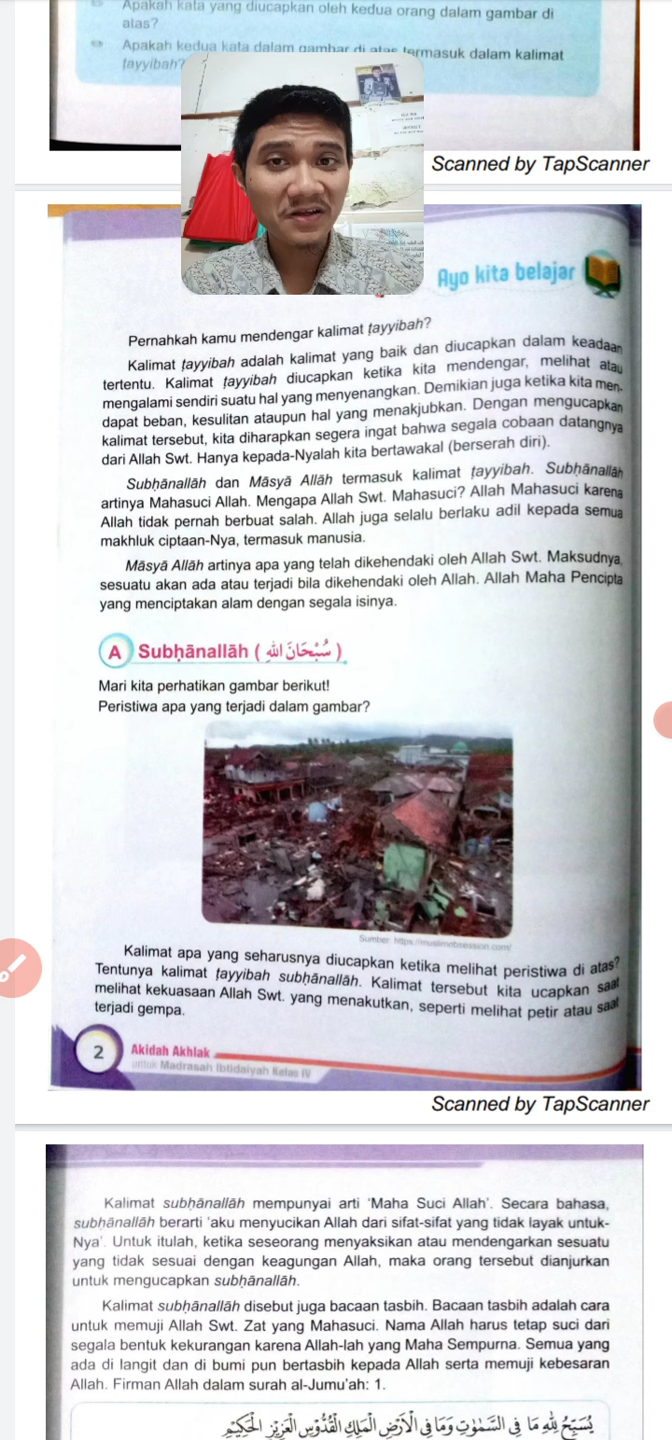 Apakah kata yang diucapkan oleh kedua orang dalam gambar di
atas?
Apakah kedua kata dalam gambar di atas termasuk dalam kalimat
ṭayyibah?
Scanned by TapScanner
Ayo kita belajar
Pernahkah kamu mendengar kalimat ṭayyibah?
Kalimat ṭayyibah adalah kalimat yang baik dan diucapkan dalam keadaan
tertentu. Kalimat ṭayyibah diucapkan ketika kita mendengar, melihat atau
mengalami sendiri suatu hal yang menyenangkan. Demikian juga ketika kita men-
dapat beban, kesulitan ataupun hal yang menakjubkan. Dengan mengucapkan
kalimat tersebut, kita diharapkan segera ingat bahwa segala cobaan datangnya
dari Allah Swt. Hanya kepada-Nyalah kita bertawakal (berserah diri).
Subḥānallāh dan Māsyā Allāh termasuk kalimat ṭayyibah. Subḥānallāh
artinya Mahasuci Allah. Mengapa Allah Swt. Mahasuci? Allah Mahasuci karena
Allah tidak pernah berbuat salah. Allah juga selalu berlaku adil kepada semua
makhluk ciptaan-Nya, termasuk manusia.
Māsyā Allāh artinya apa yang telah dikehendaki oleh Allah Swt. Maksudnya,
sesuatu akan ada atau terjadi bila dikehendaki oleh Allah. Allah Maha Pencipta
yang menciptakan alam dengan segala isinya.
A Subḥānallāh ( سُبْحَانَ اللهِ )
Mari kita perhatikan gambar berikut!
Peristiwa apa yang terjadi dalam gambar?
Sumber: https://muslimobsession.com/
Kalimat apa yang seharusnya diucapkan ketika melihat peristiwa di atas?
Tentunya kalimat ṭayyibah subḥānallāh. Kalimat tersebut kita ucapkan saat
melihat kekuasaan Allah Swt. yang menakutkan, seperti melihat petir atau saat
terjadi gempa.
2 Akidah Akhlak
untuk Madrasah Ibtidaiyah Kelas IV
Scanned by TapScanner
Kalimat subḥānallāh mempunyai arti 'Maha Suci Allah'. Secara bahasa,
subḥānallāh berarti 'aku menyucikan Allah dari sifat-sifat yang tidak layak untuk-
Nya'. Untuk itulah, ketika seseorang menyaksikan atau mendengarkan sesuatu
yang tidak sesuai dengan keagungan Allah, maka orang tersebut dianjurkan
untuk mengucapkan subḥānallāh.
Kalimat subḥānallāh disebut juga bacaan tasbih. Bacaan tasbih adalah cara
untuk memuji Allah Swt. Zat yang Mahasuci. Nama Allah harus tetap suci dari
segala bentuk kekurangan karena Allah-lah yang Maha Sempurna. Semua yang
ada di langit dan di bumi pun bertasbih kepada Allah serta memuji kebesaran
Allah. Firman Allah dalam surah al-Jumu'ah: 1.
يُسَبِّحُ لِلّٰهِ مَا فِى السَّمٰوٰتِ وَمَا فِى الْاَرْضِ الْمَلِكِ الْقُدُّوْسِ الْعَزِيْزِ الْحَكِيْمِ